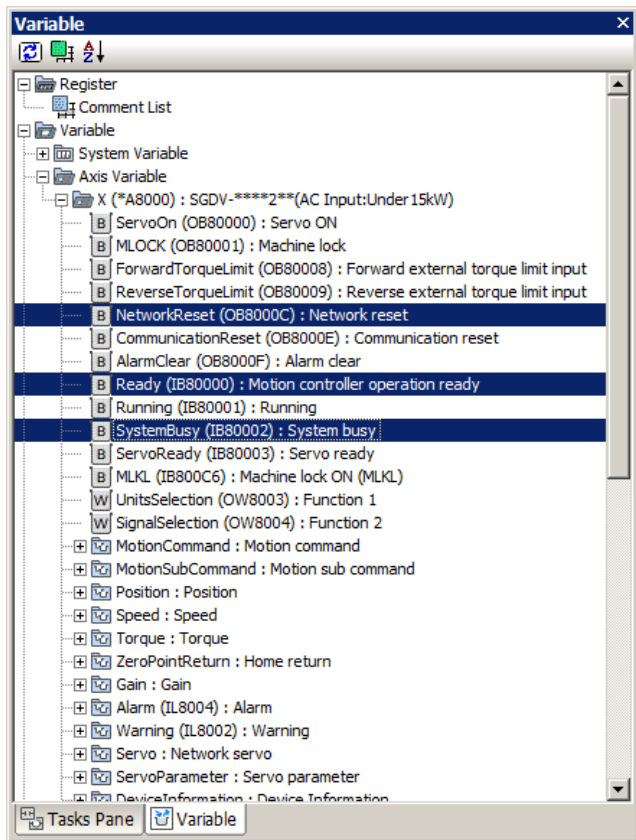 Variable
Register
Comment List
Variable
System Variable
Axis Variable
X (*A8000) : SGDV-****2**(AC Input:Under15kW)
B ServoOn (OB80000) : Servo ON
B MLOCK (OB80001) : Machine lock
B ForwardTorqueLimit (OB80008) : Forward external torque limit input
B ReverseTorqueLimit (OB80009) : Reverse external torque limit input
B NetworkReset (OB8000C) : Network reset
B CommunicationReset (OB8000E) : Communication reset
B AlarmClear (OB8000F) : Alarm clear
B Ready (IB80000) : Motion controller operation ready
B Running (IB80001) : Running
B SystemBusy (IB80002) : System busy
B ServoReady (IB80003) : Servo ready
B MLKL (IB800C6) : Machine lock ON (MLKL)
W UnitsSelection (OW8003) : Function 1
W SignalSelection (OW8004) : Function 2
MotionCommand : Motion command
MotionSubCommand : Motion sub command
Position : Position
Speed : Speed
Torque : Torque
ZeroPointReturn : Home return
Gain : Gain
Alarm (IL8004) : Alarm
Warning (IL8002) : Warning
Servo : Network servo
ServoParameter : Servo parameter
DeviceInformation : Device Information
Tasks Pane Variable